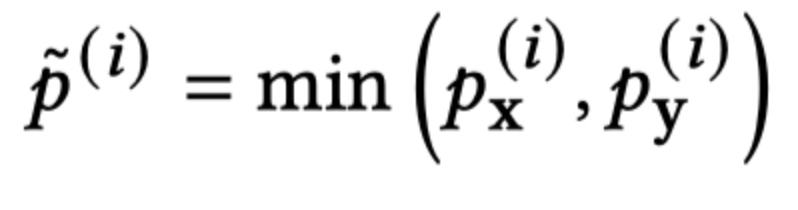 p̃^(i) = min (p_𝐱^(i), p_𝐲^(i))